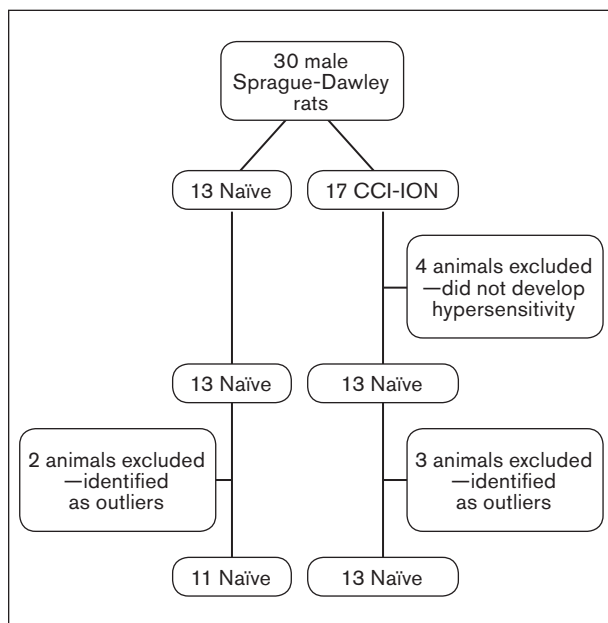 30 male
Sprague-Dawley
rats
13 Naïve
17 CCI-ION
4 animals excluded
—did not develop
hypersensitivity
13 Naïve
13 Naïve
2 animals excluded
—identified
as outliers
3 animals excluded
—identified
as outliers
11 Naïve
13 Naïve